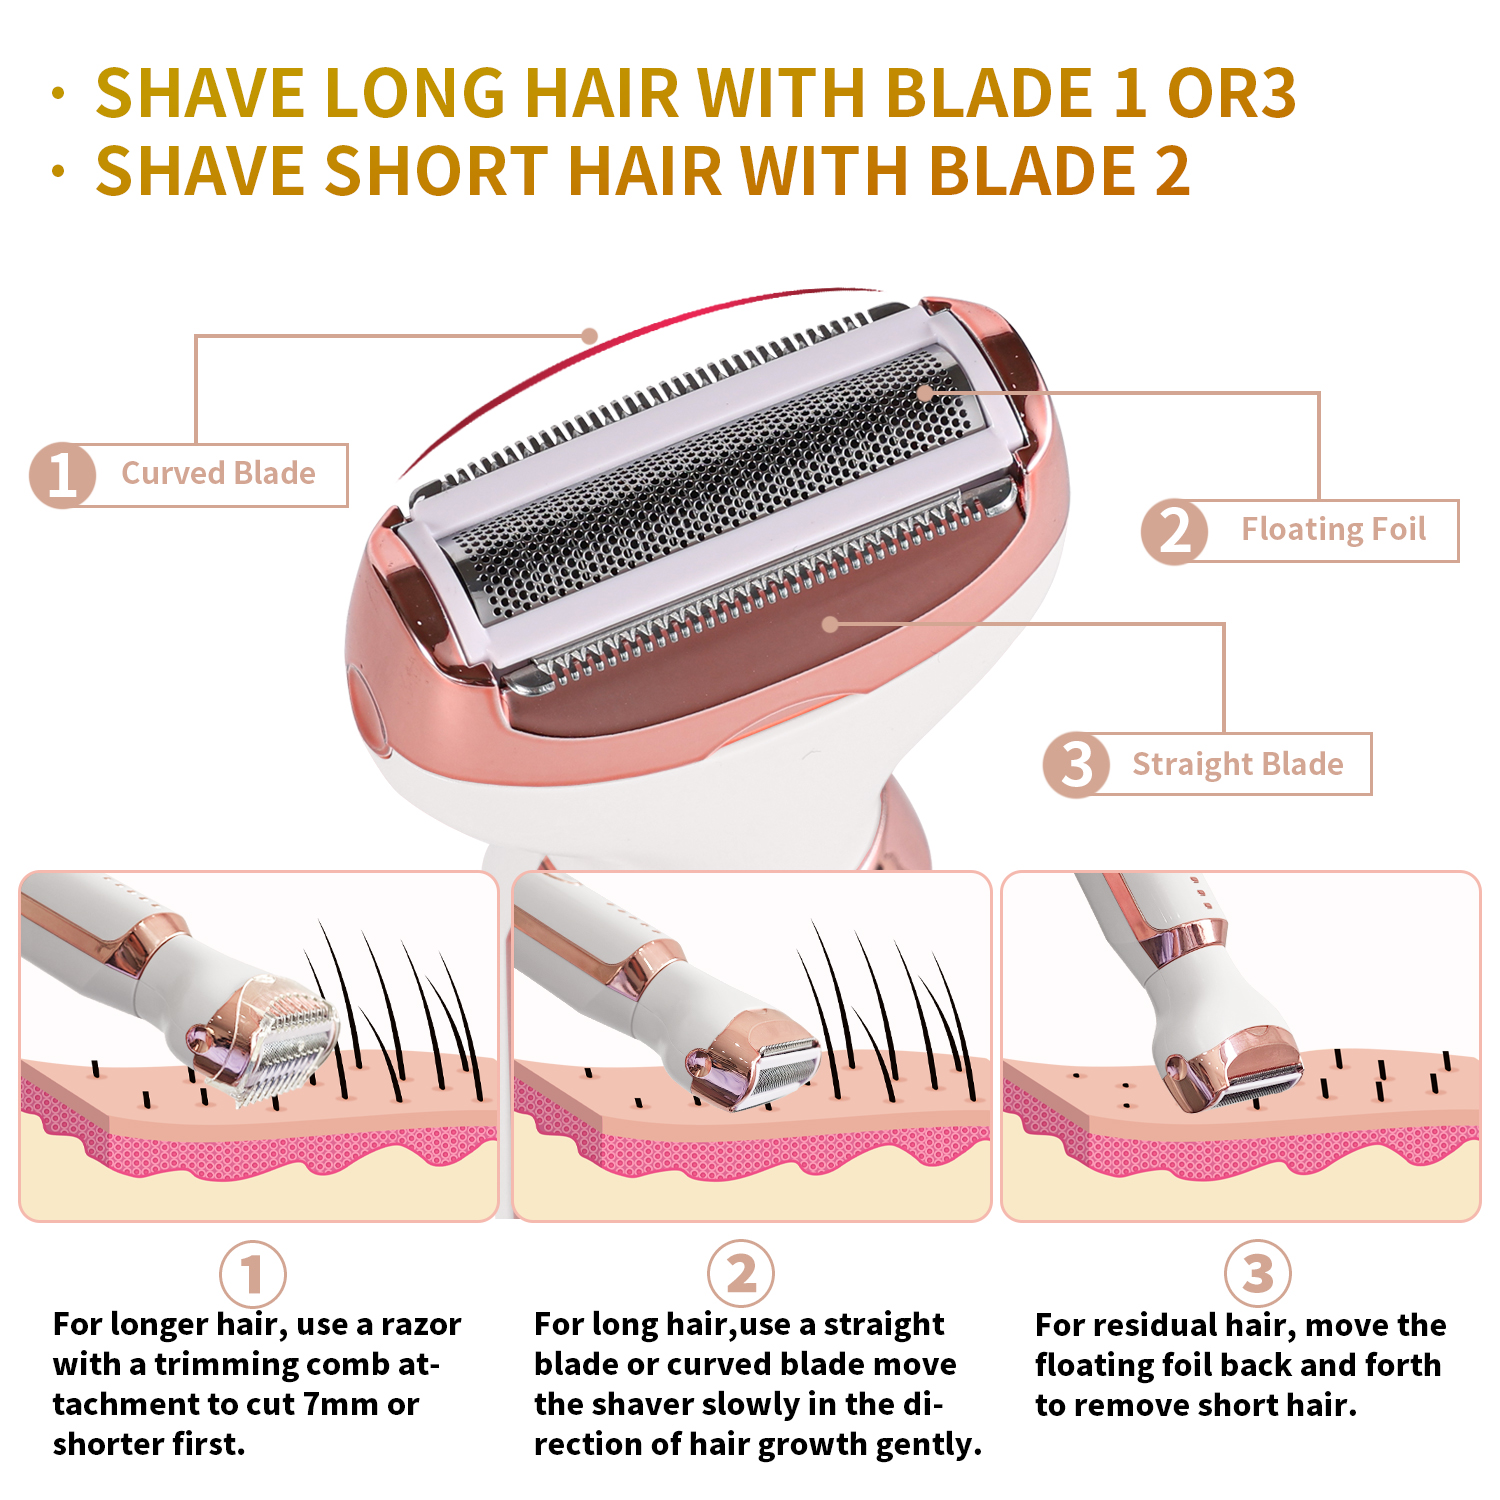 · SHAVE LONG HAIR WITH BLADE 1 OR3
· SHAVE SHORT HAIR WITH BLADE 2
1 Curved Blade
2 Floating Foil
3 Straight Blade
1
For longer hair, use a razor
with a trimming comb at-
tachment to cut 7mm or
shorter first.
2
For long hair,use a straight
blade or curved blade move
the shaver slowly in the di-
rection of hair growth gently.
3
For residual hair, move the
floating foil back and forth
to remove short hair.